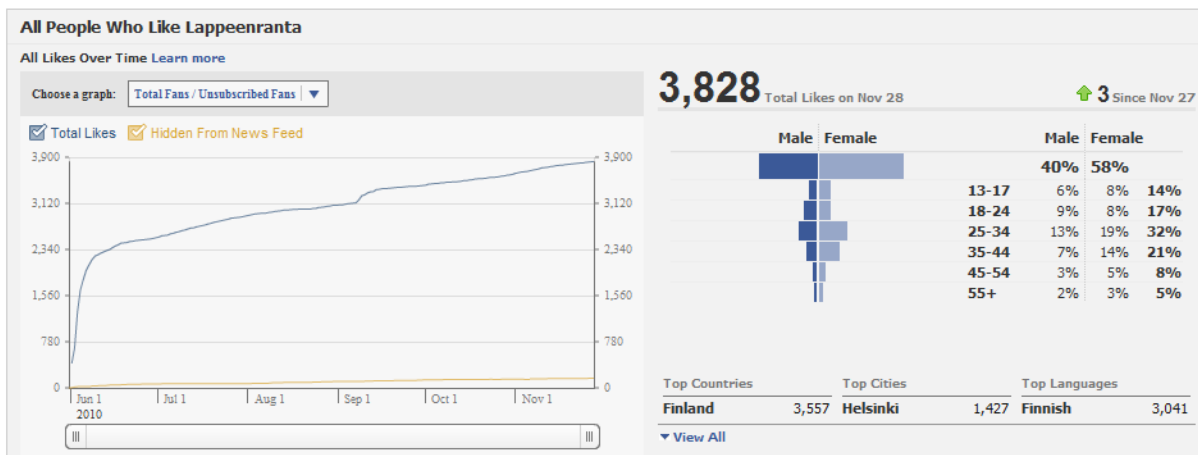 All People Who Like Lappeenranta
All Likes Over Time Learn more
Choose a graph: Total Fans / Unsubscribed Fans
Total Likes Hidden From News Feed
3,900 3,900
3,120 3,120
2,340 2,340
1,560 1,560
780 780
0 0
Jun 1 Jul 1 Aug 1 Sep 1 Oct 1 Nov 1
2010
3,828 Total Likes on Nov 28 3 Since Nov 27
Male Female Male Female
40% 58%
13-17 6% 8% 14%
18-24 9% 8% 17%
25-34 13% 19% 32%
35-44 7% 14% 21%
45-54 3% 5% 8%
55+ 2% 3% 5%
Top Countries Top Cities Top Languages
Finland 3,557 Helsinki 1,427 Finnish 3,041
View All